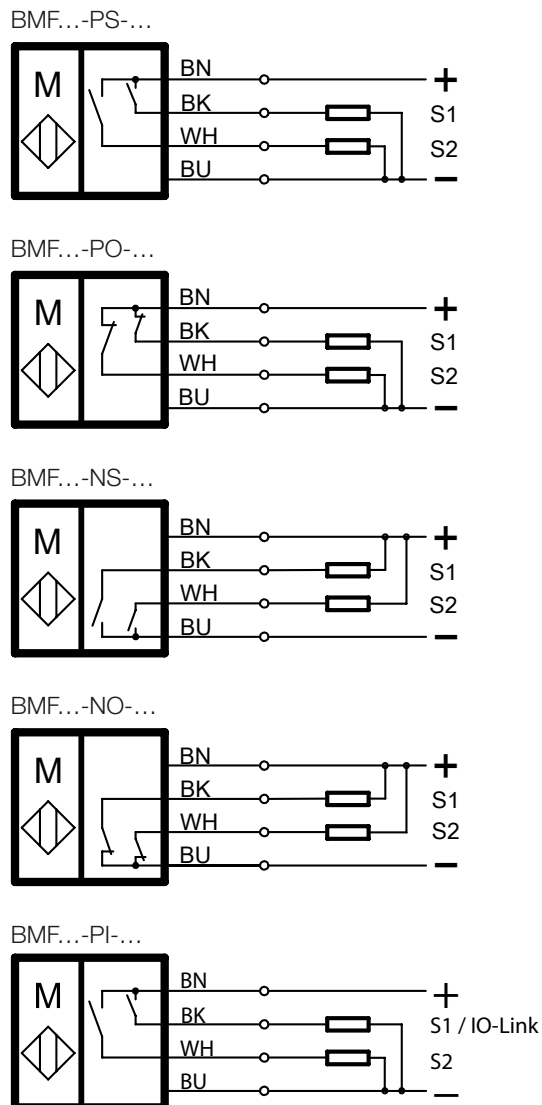 BMF...-PS-...
M
BN
+
BK
S1
WH
S2
BU
–
BMF...-PO-...
M
BN
+
BK
S1
WH
S2
BU
–
BMF...-NS-...
M
BN
+
BK
S1
WH
S2
BU
–
BMF...-NO-...
M
BN
+
BK
S1
WH
S2
BU
–
BMF...-PI-...
M
BN
+
BK
S1 / IO-Link
WH
S2
BU
–